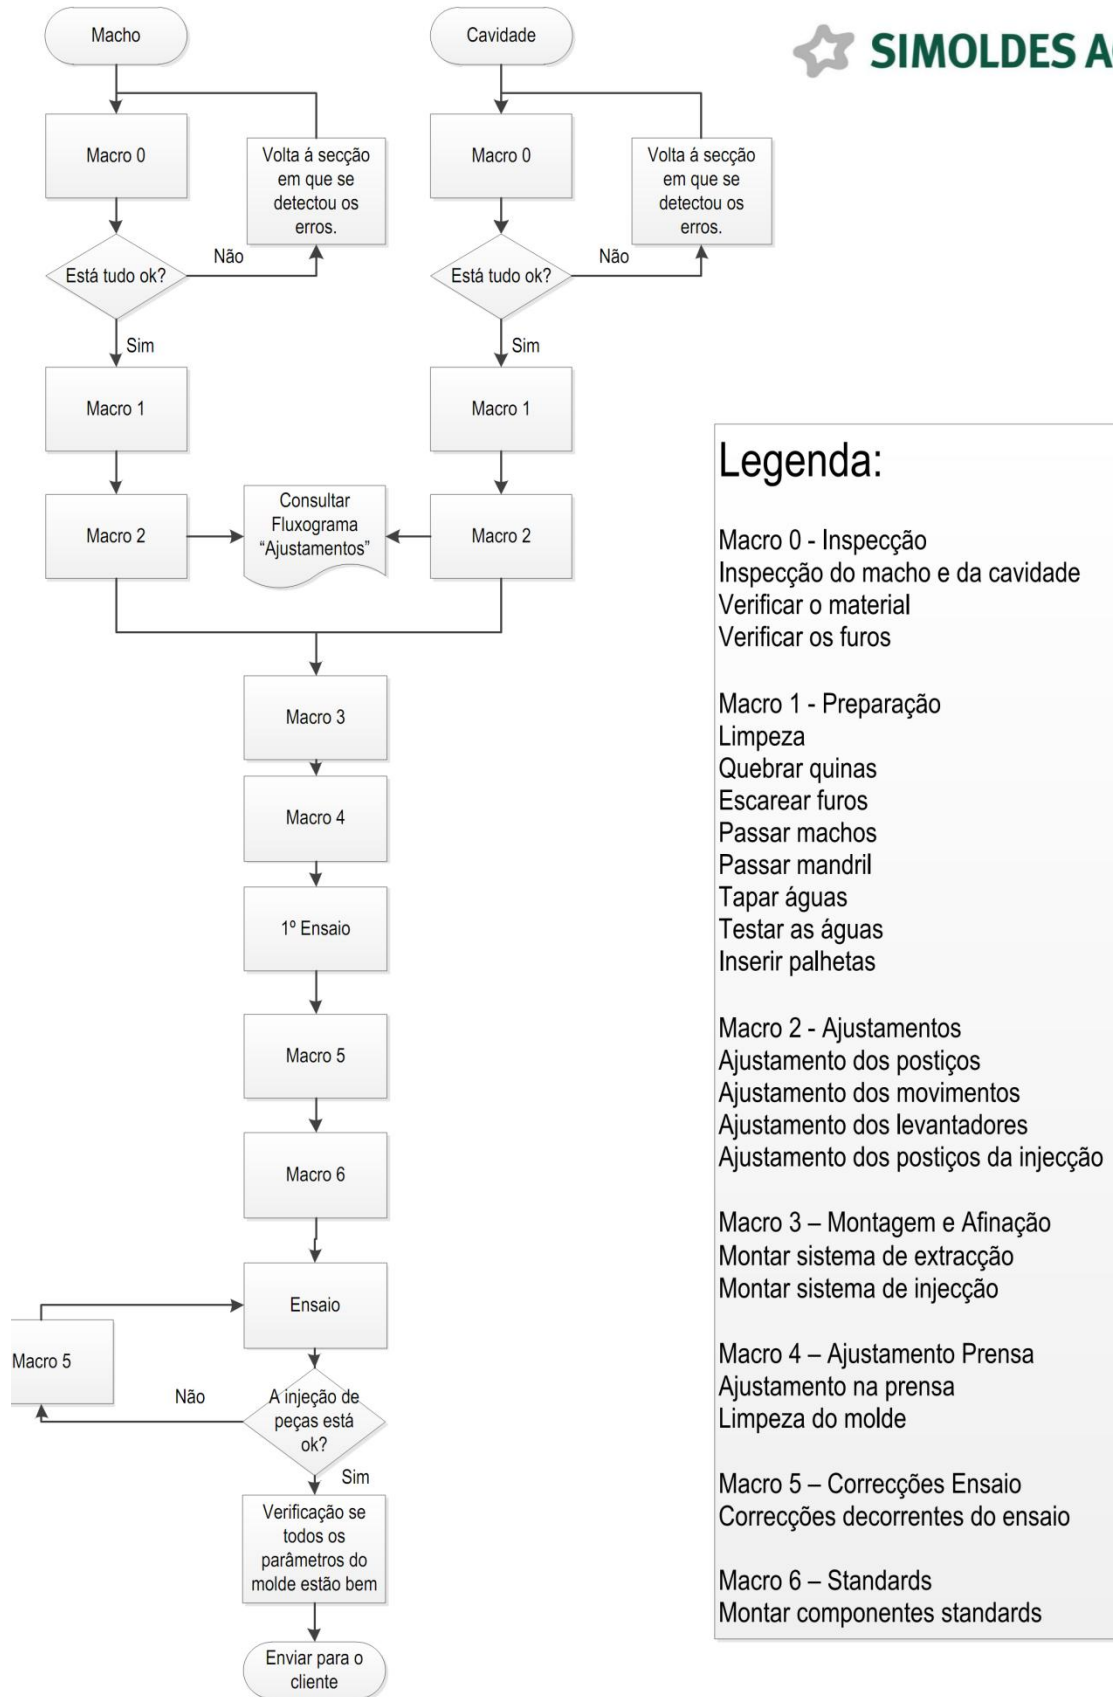 Macho
Cavidade
SIMOLDES
Macro 0
Volta á secção
em que se
detectou os
erros.
Macro 0
Volta á secção
em que se
detectou os
erros.
Está tudo ok?
Não
Está tudo ok?
Não
Sim
Sim
Macro 1
Macro 1
Macro 2
Consultar
Fluxograma
“Ajustamentos”
Macro 2
Macro 3
Macro 4
1º Ensaio
Macro 5
Macro 6
Ensaio
Macro 5
Não
A injeção de
peças está
ok?
Sim
Verificação se
todos os
parâmetros do
molde estão bem
Enviar para o
cliente
Legenda:
Macro 0 - Inspecção
Inspecção do macho e da cavidade
Verificar o material
Verificar os furos
Macro 1 - Preparação
Limpeza
Quebrar quinas
Escarear furos
Passar machos
Passar mandril
Tapar águas
Testar as águas
Inserir palhetas
Macro 2 - Ajustamentos
Ajustamento dos postiços
Ajustamento dos movimentos
Ajustamento dos levantadores
Ajustamento dos postiços da injecção
Macro 3 – Montagem e Afinação
Montar sistema de extracção
Montar sistema de injecção
Macro 4 – Ajustamento Prensa
Ajustamento na prensa
Limpeza do molde
Macro 5 – Correcções Ensaio
Correcções decorrentes do ensaio
Macro 6 – Standards
Montar componentes standards